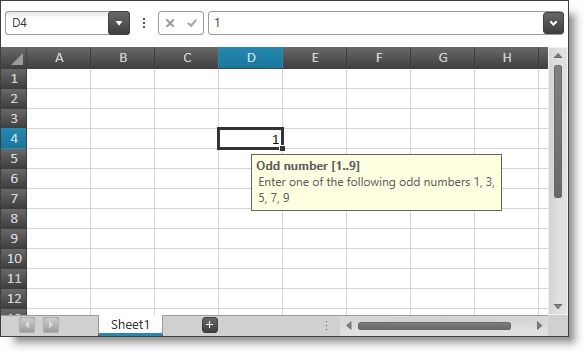 D4 1
A B C D E F G H
1
2
3
4 1
5
Odd number [1..9]
6 Enter one of the following odd numbers 1, 3,
7 5, 7, 9
8
9
10
11
12
Sheet1